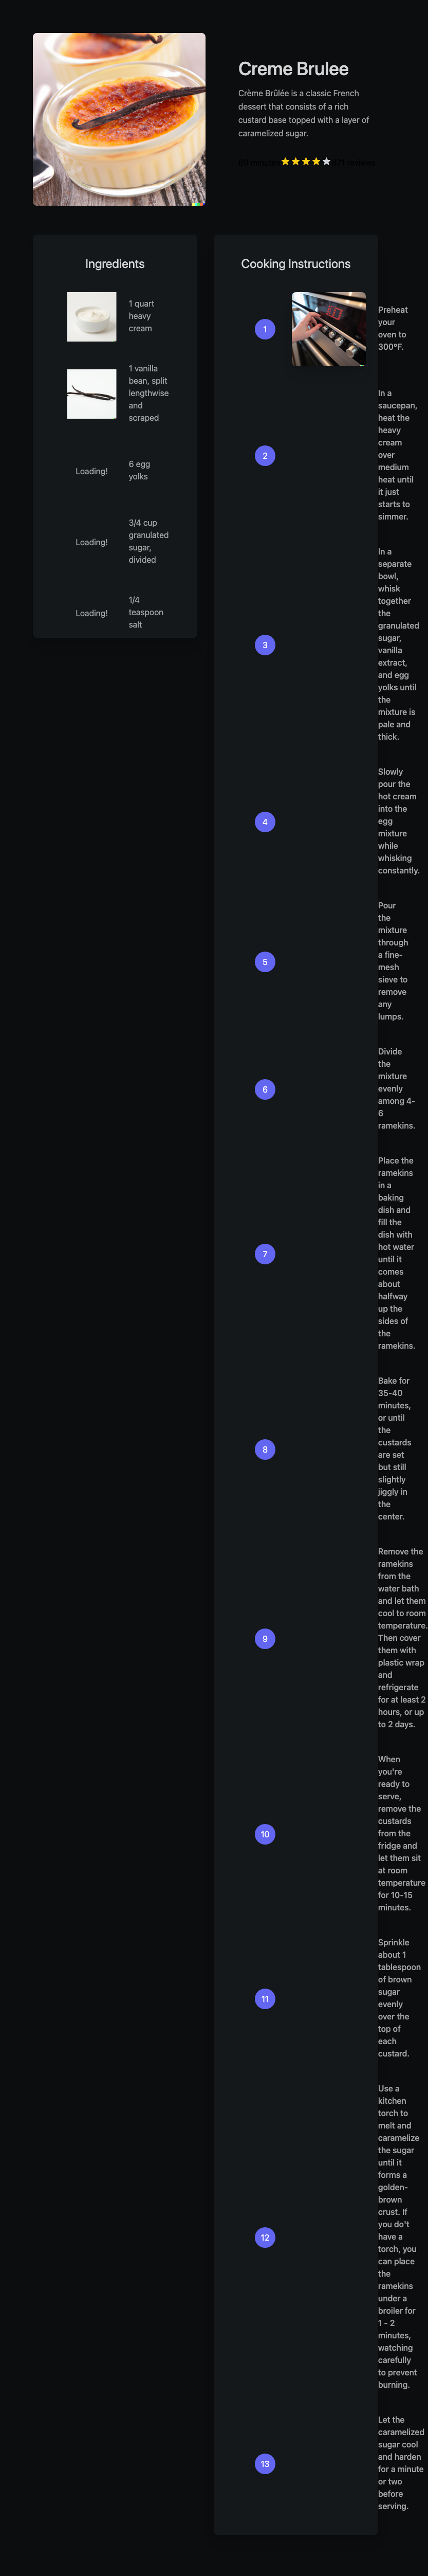 Creme Brulee
Crème Brûlée is a classic French
dessert that consists of a rich
custard base topped with a layer of
caramelized sugar.
Ingredients
1 quart
heavy
cream
1 vanilla
bean, split
lengthwise
and
scraped
Loading!
6 egg
yolks
Loading!
3/4 cup
granulated
sugar,
divided
Loading!
1/4
teaspoon
salt
Cooking Instructions
1
Preheat
your
oven to
300°F.
2
In a
saucepan,
heat the
heavy
cream
over
medium
heat until
it just
starts to
simmer.
3
In a
separate
bowl,
whisk
together
the
granulated
sugar,
vanilla
extract,
and egg
yolks until
the
mixture is
pale and
thick.
4
Slowly
pour the
hot cream
into the
egg
mixture
while
whisking
constantly.
5
Pour
the
mixture
through
a fine-
mesh
sieve to
remove
any
lumps.
6
Divide
the
mixture
evenly
among 4-
6
ramekins.
7
Place the
ramekins
in a
baking
dish and
fill the
dish with
hot water
until it
comes
about
halfway
up the
sides of
the
ramekins.
8
Bake for
35-40
minutes,
or until
the
custards
are set
but still
slightly
jiggly in
the
center.
9
Remove the
ramekins
from the
water bath
and let them
cool to room
temperature.
Then cover
them with
plastic wrap
and
refrigerate
for at least 2
hours, or up
to 2 days.
10
When
you're
ready to
serve,
remove the
custards
from the
fridge and
let them sit
at room
temperature
for 10-15
minutes.
11
Sprinkle
about 1
tablespoon
of brown
sugar
evenly
over the
top of
each
custard.
12
Use a
kitchen
torch to
melt and
caramelize
the sugar
until it
forms a
golden-
brown
crust. If
you do't
have a
torch, you
can place
the
ramekins
under a
broiler for
1 - 2
minutes,
watching
carefully
to prevent
burning.
13
Let the
caramelized
sugar cool
and harden
for a minute
or two
before
serving.